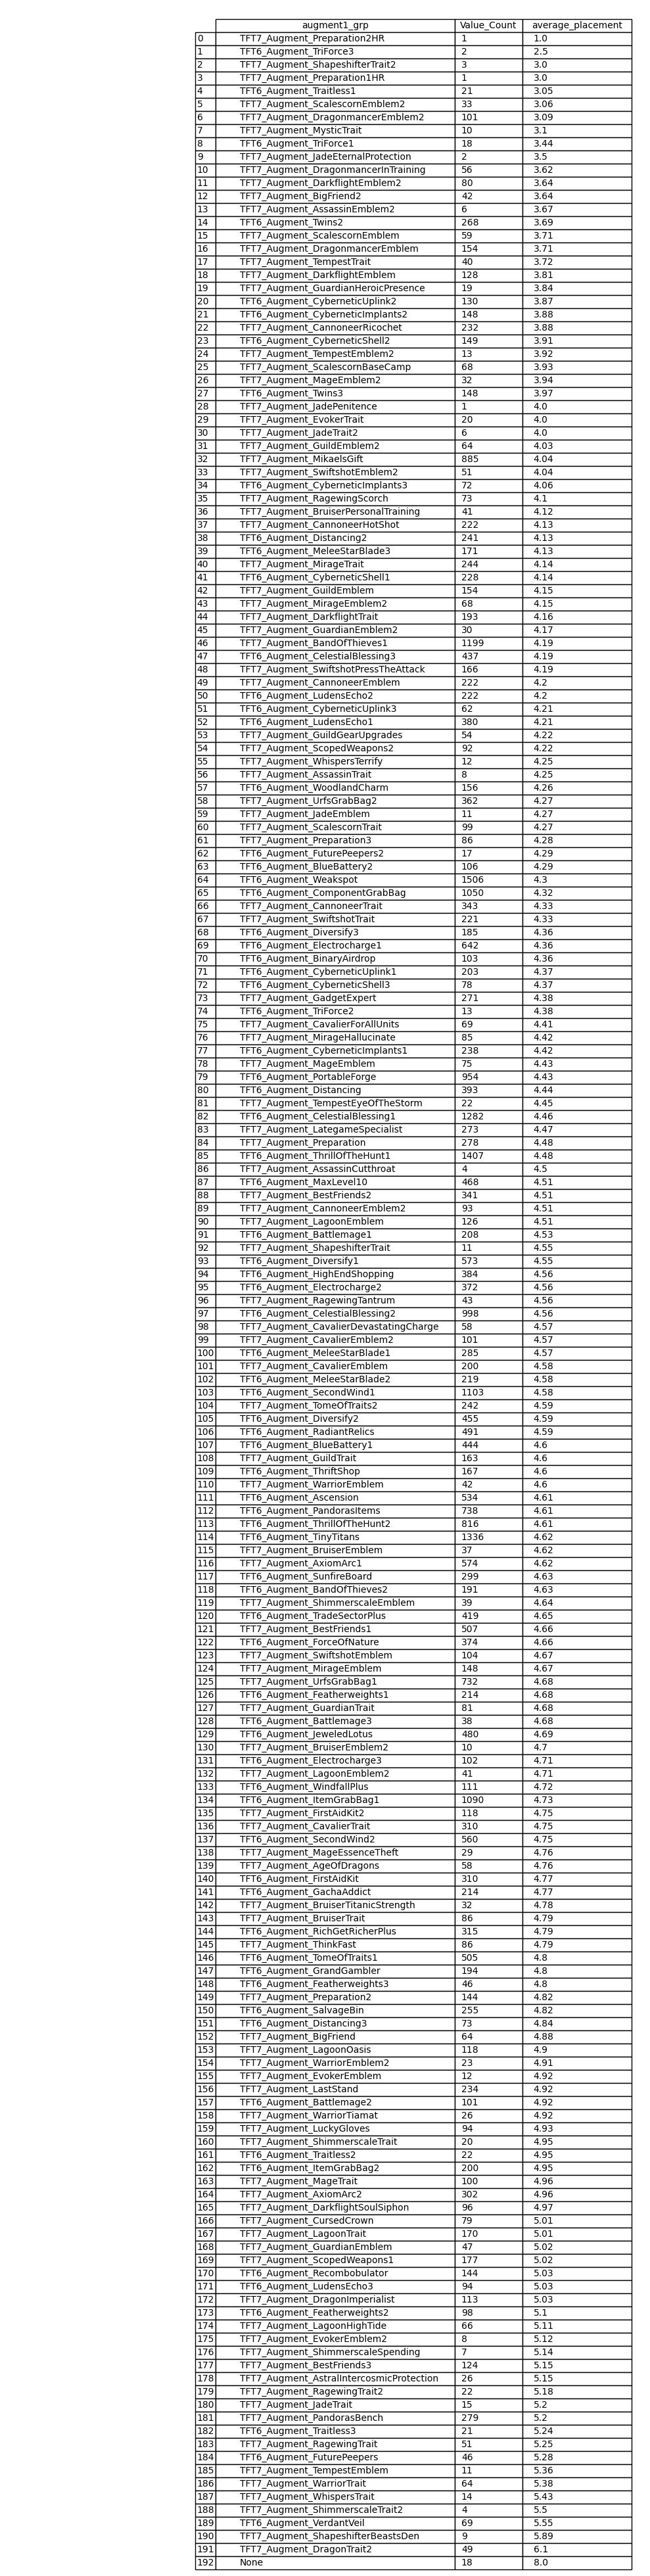 augment1_grp Value_Count average_placement
0 TFT7_Augment_Preparation2HR 1 1.0
1 TFT6_Augment_TriForce3 2 2.5
2 TFT7_Augment_ShapeshifterTrait2 3 3.0
3 TFT7_Augment_Preparation1HR 1 3.0
4 TFT6_Augment_Traitless1 21 3.05
5 TFT7_Augment_ScalescornEmblem2 33 3.06
6 TFT7_Augment_DragonmancerEmblem2 101 3.09
7 TFT7_Augment_MysticTrait 10 3.1
8 TFT6_Augment_TriForce1 18 3.44
9 TFT7_Augment_JadeEternalProtection 2 3.5
10 TFT7_Augment_DragonmancerInTraining 56 3.62
11 TFT7_Augment_DarkflightEmblem2 80 3.64
12 TFT7_Augment_BigFriend2 42 3.64
13 TFT7_Augment_AssassinEmblem2 6 3.67
14 TFT6_Augment_Twins2 268 3.69
15 TFT7_Augment_ScalescornEmblem 59 3.71
16 TFT7_Augment_DragonmancerEmblem 154 3.71
17 TFT7_Augment_TempestTrait 40 3.72
18 TFT7_Augment_DarkflightEmblem 128 3.81
19 TFT7_Augment_GuardianHeroicPresence 19 3.84
20 TFT6_Augment_CyberneticUplink2 130 3.87
21 TFT6_Augment_CyberneticImplants2 148 3.88
22 TFT7_Augment_CannoneerRicochet 232 3.88
23 TFT6_Augment_CyberneticShell2 149 3.91
24 TFT7_Augment_TempestEmblem2 13 3.92
25 TFT7_Augment_ScalescornBaseCamp 68 3.93
26 TFT7_Augment_MageEmblem2 32 3.94
27 TFT6_Augment_Twins3 148 3.97
28 TFT7_Augment_JadePenitence 1 4.0
29 TFT7_Augment_EvokerTrait 20 4.0
30 TFT7_Augment_JadeTrait2 6 4.0
31 TFT7_Augment_GuildEmblem2 64 4.03
32 TFT7_Augment_MikaelsGift 885 4.04
33 TFT7_Augment_SwiftshotEmblem2 51 4.04
34 TFT6_Augment_CyberneticImplants3 72 4.06
35 TFT7_Augment_RagewingScorch 73 4.1
36 TFT7_Augment_BruiserPersonalTraining 41 4.12
37 TFT7_Augment_CannoneerHotShot 222 4.13
38 TFT6_Augment_Distancing2 241 4.13
39 TFT6_Augment_MeleeStarBlade3 171 4.13
40 TFT7_Augment_MirageTrait 244 4.14
41 TFT6_Augment_CyberneticShell1 228 4.14
42 TFT7_Augment_GuildEmblem 154 4.15
43 TFT7_Augment_MirageEmblem2 68 4.15
44 TFT7_Augment_DarkflightTrait 193 4.16
45 TFT7_Augment_GuardianEmblem2 30 4.17
46 TFT7_Augment_BandOfThieves1 1199 4.19
47 TFT6_Augment_CelestialBlessing3 437 4.19
48 TFT7_Augment_SwiftshotPressTheAttack 166 4.19
49 TFT7_Augment_CannoneerEmblem 222 4.2
50 TFT6_Augment_LudensEcho2 222 4.2
51 TFT6_Augment_CyberneticUplink3 62 4.21
52 TFT6_Augment_LudensEcho1 380 4.21
53 TFT7_Augment_GuildGearUpgrades 54 4.22
54 TFT7_Augment_ScopedWeapons2 92 4.22
55 TFT7_Augment_WhispersTerrify 12 4.25
56 TFT7_Augment_AssassinTrait 8 4.25
57 TFT6_Augment_WoodlandCharm 156 4.26
58 TFT7_Augment_UrfsGrabBag2 362 4.27
59 TFT7_Augment_JadeEmblem 11 4.27
60 TFT7_Augment_ScalescornTrait 99 4.27
61 TFT7_Augment_Preparation3 86 4.28
62 TFT6_Augment_FuturePeepers2 17 4.29
63 TFT6_Augment_BlueBattery2 106 4.29
64 TFT6_Augment_Weakspot 1506 4.3
65 TFT6_Augment_ComponentGrabBag 1050 4.32
66 TFT7_Augment_CannoneerTrait 343 4.33
67 TFT7_Augment_SwiftshotTrait 221 4.33
68 TFT6_Augment_Diversify3 185 4.36
69 TFT6_Augment_Electrocharge1 642 4.36
70 TFT6_Augment_BinaryAirdrop 103 4.36
71 TFT6_Augment_CyberneticUplink1 203 4.37
72 TFT6_Augment_CyberneticShell3 78 4.37
73 TFT7_Augment_GadgetExpert 271 4.38
74 TFT6_Augment_TriForce2 13 4.38
75 TFT7_Augment_CavalierForAllUnits 69 4.41
76 TFT7_Augment_MirageHallucinate 85 4.42
77 TFT6_Augment_CyberneticImplants1 238 4.42
78 TFT7_Augment_MageEmblem 75 4.43
79 TFT6_Augment_PortableForge 954 4.43
80 TFT6_Augment_Distancing 393 4.44
81 TFT7_Augment_TempestEyeOfTheStorm 22 4.45
82 TFT6_Augment_CelestialBlessing1 1282 4.46
83 TFT7_Augment_LategameSpecialist 273 4.47
84 TFT7_Augment_Preparation 278 4.48
85 TFT6_Augment_ThrillOfTheHunt1 1407 4.48
86 TFT7_Augment_AssassinCutthroat 4 4.5
87 TFT7_Augment_MaxLevel10 468 4.51
88 TFT7_Augment_BestFriends2 341 4.51
89 TFT7_Augment_CannoneerEmblem2 93 4.51
90 TFT7_Augment_LagoonEmblem 126 4.51
91 TFT6_Augment_Battlemage1 208 4.53
92 TFT7_Augment_ShapeshifterTrait 11 4.55
93 TFT6_Augment_Diversify1 573 4.55
94 TFT6_Augment_HighEndShopping 384 4.56
95 TFT6_Augment_Electrocharge2 372 4.56
96 TFT7_Augment_RagewingTantrum 43 4.56
97 TFT6_Augment_CelestialBlessing2 998 4.56
98 TFT7_Augment_CavalierDevastatingCharge 58 4.57
99 TFT7_Augment_CavalierEmblem2 101 4.57
100 TFT6_Augment_MeleeStarBlade1 285 4.57
101 TFT7_Augment_CavalierEmblem 200 4.58
102 TFT6_Augment_MeleeStarBlade2 219 4.58
103 TFT6_Augment_SecondWind1 1103 4.58
104 TFT7_Augment_TomeOfTraits2 242 4.59
105 TFT6_Augment_Diversify2 455 4.59
106 TFT6_Augment_RadiantRelics 491 4.59
107 TFT6_Augment_BlueBattery1 444 4.6
108 TFT7_Augment_GuildTrait 163 4.6
109 TFT6_Augment_ThriftShop 167 4.6
110 TFT7_Augment_WarriorEmblem 42 4.6
111 TFT6_Augment_Ascension 534 4.61
112 TFT6_Augment_PandorasItems 738 4.61
113 TFT6_Augment_ThrillOfTheHunt2 816 4.61
114 TFT6_Augment_TinyTitans 1336 4.62
115 TFT7_Augment_BruiserEmblem 37 4.62
116 TFT7_Augment_AxiomArc1 574 4.62
117 TFT6_Augment_SunfireBoard 299 4.63
118 TFT6_Augment_BandOfThieves2 191 4.63
119 TFT7_Augment_ShimmerscaleEmblem 39 4.64
120 TFT6_Augment_TradeSectorPlus 419 4.65
121 TFT7_Augment_BestFriends1 507 4.66
122 TFT6_Augment_ForceOfNature 374 4.66
123 TFT7_Augment_SwiftshotEmblem 104 4.67
124 TFT7_Augment_MirageEmblem 148 4.67
125 TFT7_Augment_UrfsGrabBag1 732 4.68
126 TFT6_Augment_Featherweights1 214 4.68
127 TFT7_Augment_GuardianTrait 81 4.68
128 TFT6_Augment_Battlemage3 38 4.68
129 TFT6_Augment_JeweledLotus 480 4.69
130 TFT7_Augment_BruiserEmblem2 10 4.7
131 TFT6_Augment_Electrocharge3 102 4.71
132 TFT7_Augment_LagoonEmblem2 41 4.71
133 TFT6_Augment_WindfallPlus 111 4.72
134 TFT6_Augment_ItemGrabBag1 1090 4.73
135 TFT7_Augment_FirstAidKit2 118 4.75
136 TFT7_Augment_CavalierTrait 310 4.75
137 TFT6_Augment_SecondWind2 560 4.75
138 TFT7_Augment_MageEssenceTheft 29 4.76
139 TFT7_Augment_AgeOfDragons 58 4.76
140 TFT6_Augment_FirstAidKit 310 4.77
141 TFT7_Augment_GachaAddict 214 4.77
142 TFT7_Augment_BruiserTitanicStrength 32 4.78
143 TFT7_Augment_BruiserTrait 86 4.79
144 TFT6_Augment_RichGetRicherPlus 315 4.79
145 TFT7_Augment_ThinkFast 86 4.79
146 TFT6_Augment_TomeOfTraits1 505 4.8
147 TFT6_Augment_GrandGambler 194 4.8
148 TFT6_Augment_Featherweights3 46 4.8
149 TFT7_Augment_Preparation2 144 4.82
150 TFT6_Augment_SalvageBin 255 4.82
151 TFT6_Augment_Distancing3 73 4.84
152 TFT7_Augment_BigFriend 64 4.88
153 TFT7_Augment_LagoonOasis 118 4.9
154 TFT7_Augment_WarriorEmblem2 23 4.91
155 TFT7_Augment_EvokerEmblem 12 4.92
156 TFT7_Augment_LastStand 234 4.92
157 TFT6_Augment_Battlemage2 101 4.92
158 TFT7_Augment_WarriorTiamat 26 4.92
159 TFT7_Augment_LuckyGloves 94 4.93
160 TFT7_Augment_ShimmerscaleTrait 20 4.95
161 TFT6_Augment_Traitless2 22 4.95
162 TFT6_Augment_ItemGrabBag2 200 4.95
163 TFT7_Augment_MageTrait 100 4.96
164 TFT7_Augment_AxiomArc2 302 4.96
165 TFT7_Augment_DarkflightSoulSiphon 96 4.97
166 TFT7_Augment_CursedCrown 79 5.01
167 TFT7_Augment_LagoonTrait 170 5.01
168 TFT7_Augment_GuardianEmblem 47 5.02
169 TFT7_Augment_ScopedWeapons1 177 5.02
170 TFT6_Augment_Recombobulator 144 5.03
171 TFT6_Augment_LudensEcho3 94 5.03
172 TFT7_Augment_DragonImperialist 113 5.03
173 TFT6_Augment_Featherweights2 98 5.1
174 TFT7_Augment_LagoonHighTide 66 5.11
175 TFT7_Augment_EvokerEmblem2 8 5.12
176 TFT7_Augment_ShimmerscaleSpending 7 5.14
177 TFT7_Augment_BestFriends3 124 5.15
178 TFT7_Augment_AstralIntercosmicProtection 26 5.15
179 TFT7_Augment_RagewingTrait2 22 5.18
180 TFT7_Augment_JadeTrait 15 5.2
181 TFT7_Augment_PandorasBench 279 5.2
182 TFT6_Augment_Traitless3 21 5.24
183 TFT7_Augment_RagewingTrait 51 5.25
184 TFT6_Augment_FuturePeepers 46 5.28
185 TFT7_Augment_TempestEmblem 11 5.36
186 TFT7_Augment_WarriorTrait 64 5.38
187 TFT7_Augment_WhispersTrait 14 5.43
188 TFT7_Augment_ShimmerscaleTrait2 4 5.5
189 TFT6_Augment_VerdantVeil 69 5.55
190 TFT7_Augment_ShapeshifterBeastsDen 9 5.89
191 TFT7_Augment_DragonTrait2 49 6.1
192 None 18 8.0